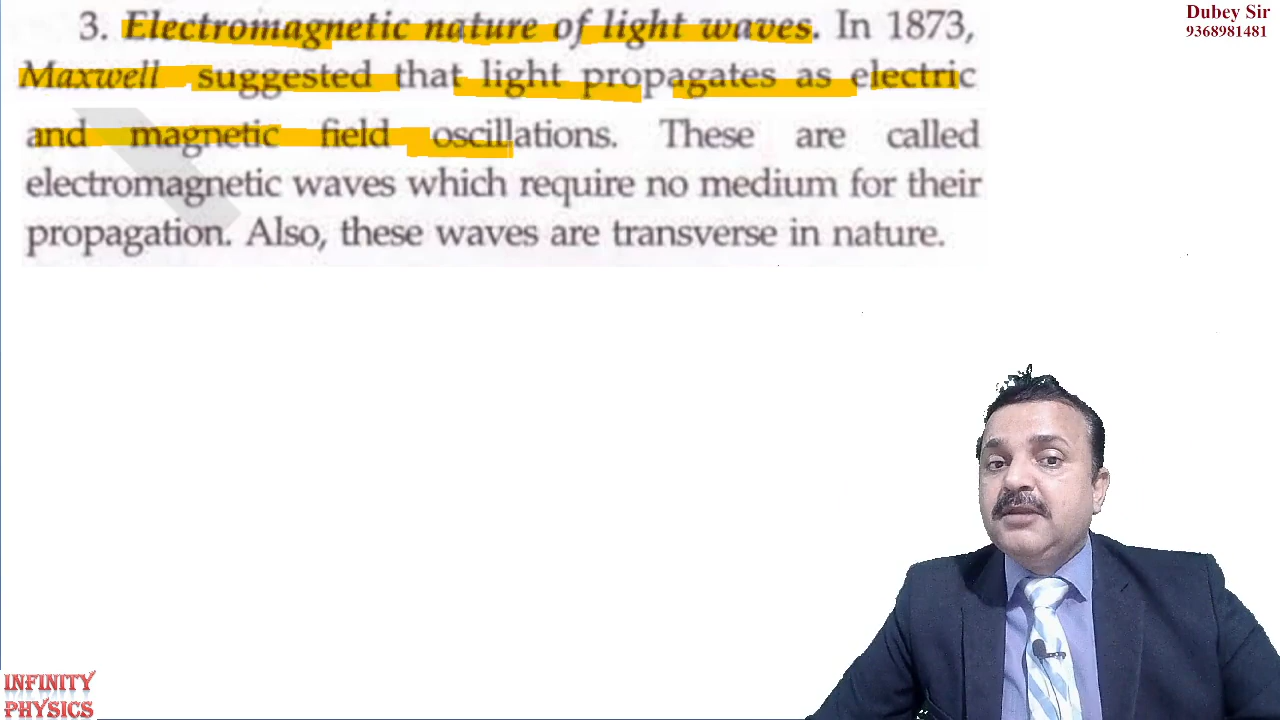 3. Electromagnetic nature of light waves. In 1873,
Maxwell suggested that light propagates as electric
and magnetic field oscillations. These are called
electromagnetic waves which require no medium for their
propagation. Also, these waves are transverse in nature.
Dubey Sir
9368981481
INFINITY
PHYSICS